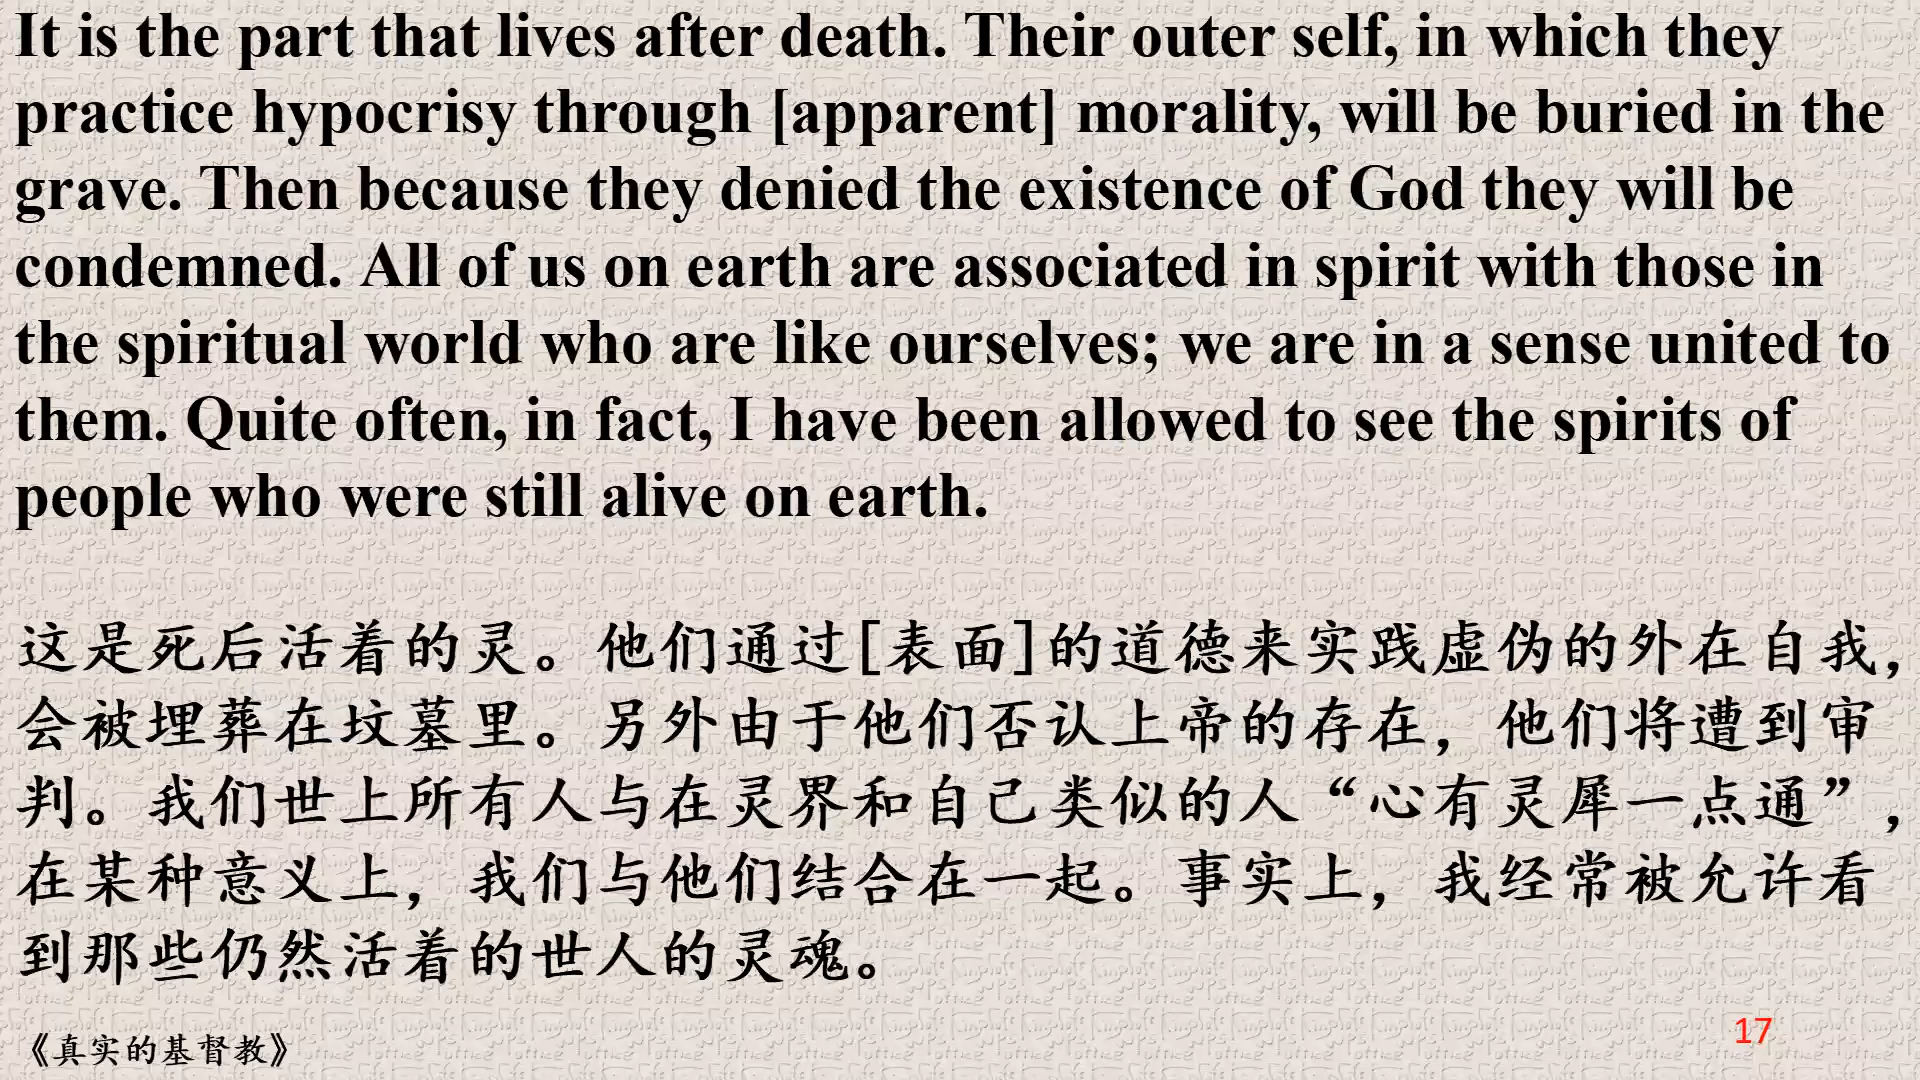 It is the part that lives after death. Their outer self, in which they
practice hypocrisy through [apparent] morality, will be buried in the
grave. Then because they denied the existence of God they will be
condemned. All of us on earth are associated in spirit with those in
the spiritual world who are like ourselves; we are in a sense united to
them. Quite often, in fact, I have been allowed to see the spirits of
people who were still alive on earth.
这是死后活着的灵。他们通过[表面]的道德来实践虚伪的外在自我，
会被埋葬在坟墓里。另外由于他们否认上帝的存在，他们将遭到审
判。我们世上所有人与在灵界和自己类似的人“心有灵犀一点通”，
在某种意义上，我们与他们结合在一起。事实上，我经常被允许看
到那些仍然活着的世人的灵魂。
《真实的基督教》
17